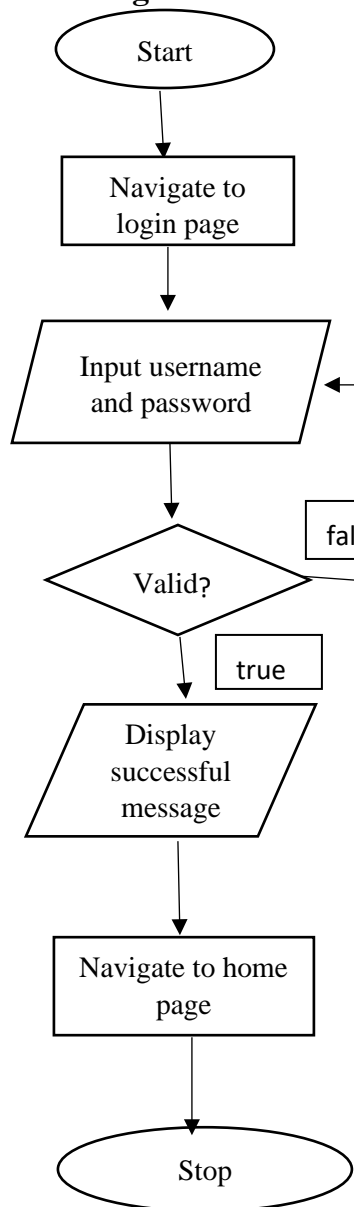 Start
Navigate to
login page
Input username
and password
Valid?
true
Display
successful
message
Navigate to home
page
Stop